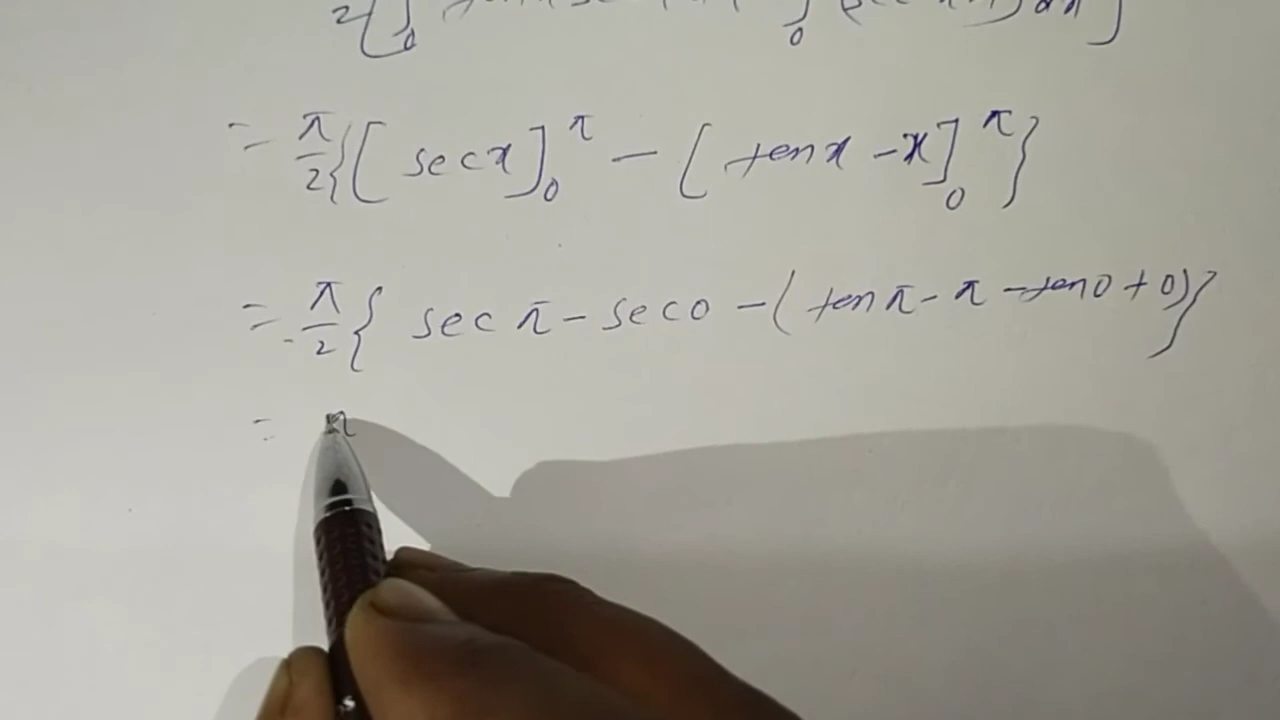 = π/2 { [ sec x ]₀^π − [ tan x − x ]₀^π }
= π/2 { sec π − sec 0 − ( tan π − π − tan 0 + 0 ) }
= π